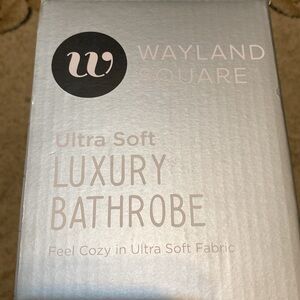 w
WAYLAND
SQUARE
Ultra Soft
LUXURY
BATHROBE
Feel Cozy in Ultra Soft Fabric